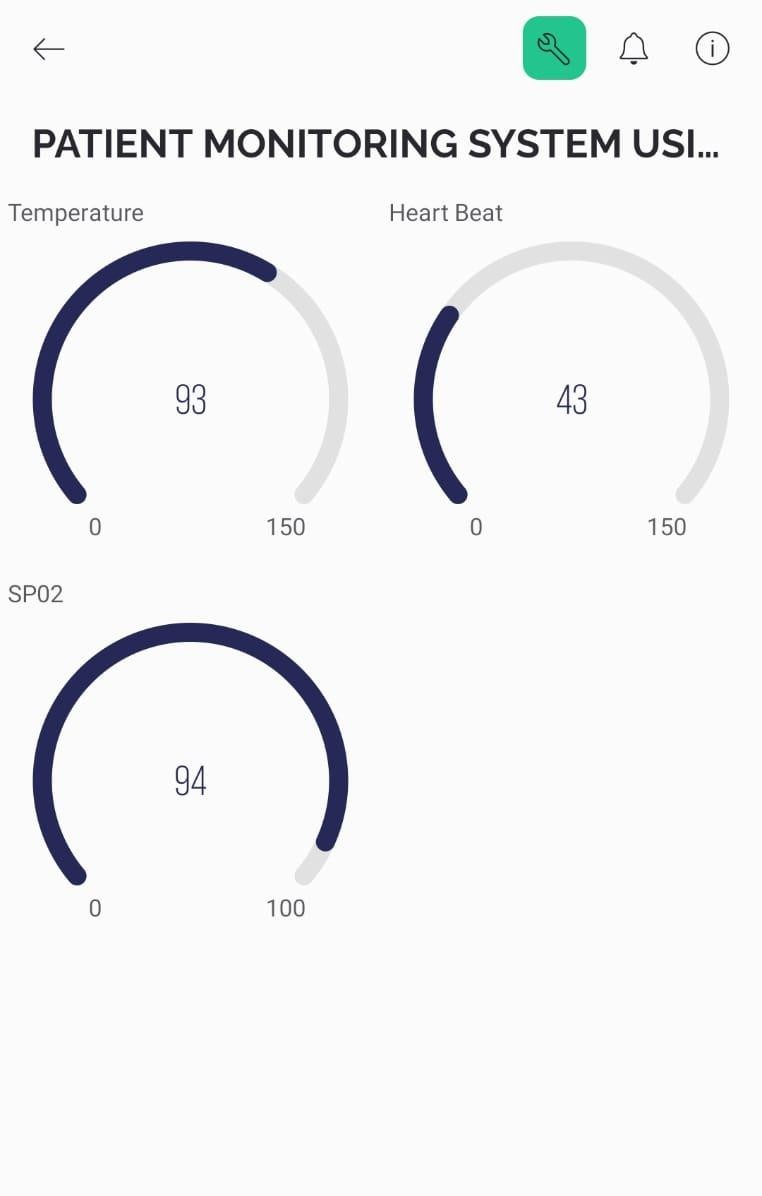 PATIENT MONITORING SYSTEM USI...
Temperature
Heart Beat
93
43
0
150
0
150
SP02
94
0
100